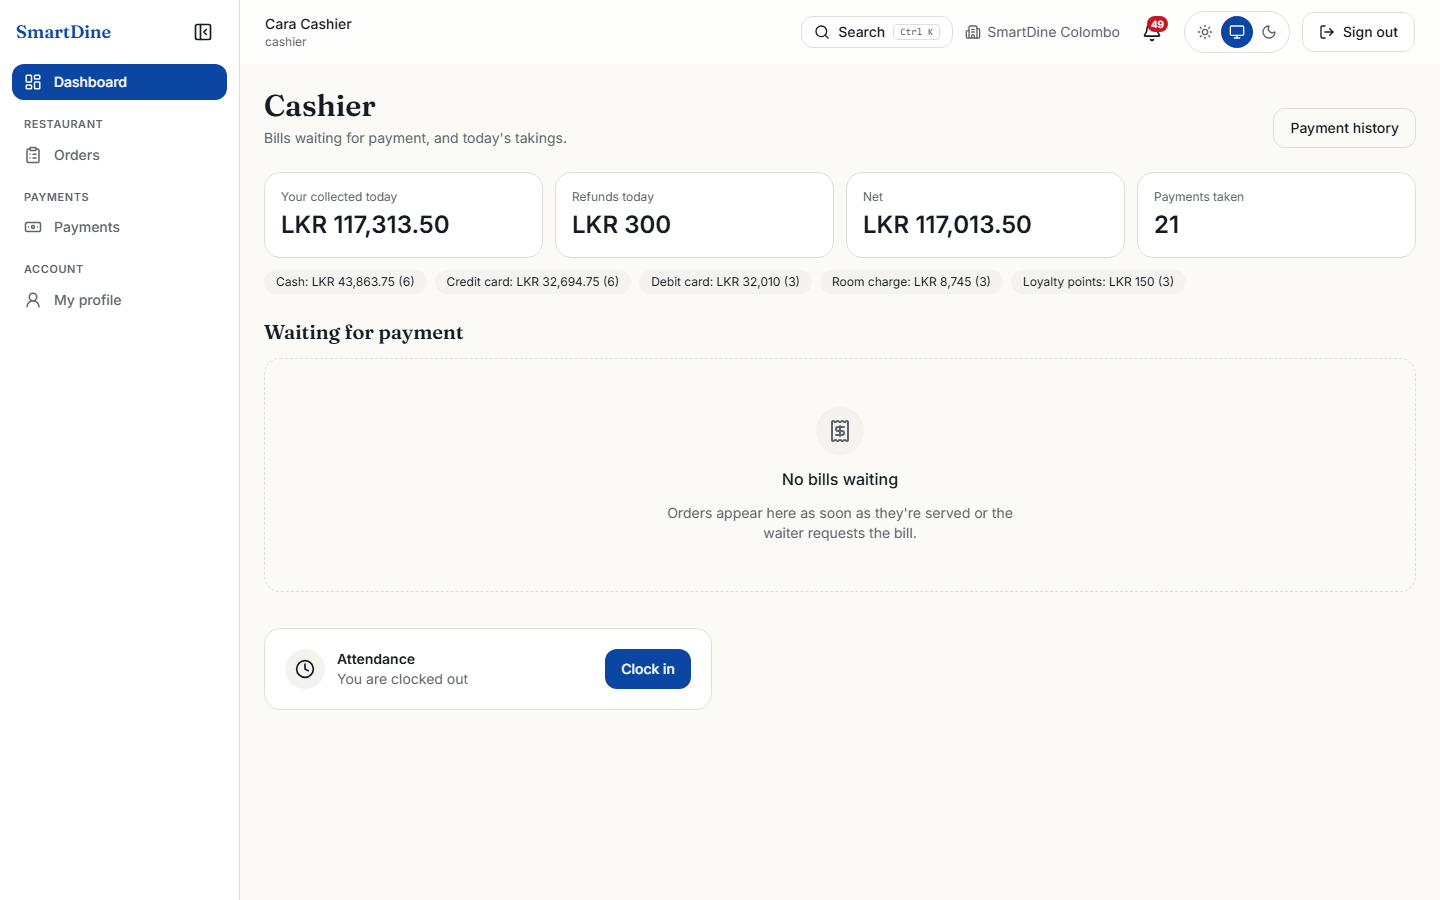 SmartDine
Dashboard
RESTAURANT
Orders
PAYMENTS
Payments
ACCOUNT
My profile
Cara Cashier
cashier
Search Ctrl K
SmartDine Colombo
49
Sign out
Cashier
Bills waiting for payment, and today's takings.
Payment history
Your collected today
LKR 117,313.50
Refunds today
LKR 300
Net
LKR 117,013.50
Payments taken
21
Cash: LKR 43,863.75 (6)
Credit card: LKR 32,694.75 (6)
Debit card: LKR 32,010 (3)
Room charge: LKR 8,745 (3)
Loyalty points: LKR 150 (3)
Waiting for payment
No bills waiting
Orders appear here as soon as they're served or the
waiter requests the bill.
Attendance
You are clocked out
Clock in